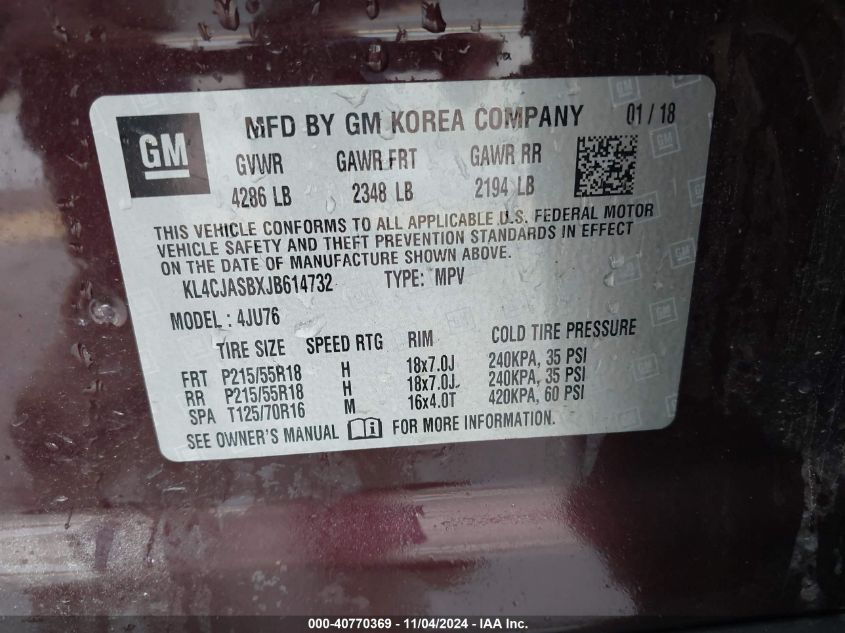 GM
MFD BY GM KOREA COMPANY 01 / 18
GVWR GAWR FRT GAWR RR
4286 LB 2348 LB 2194 LB
THIS VEHICLE CONFORMS TO ALL APPLICABLE U.S. FEDERAL MOTOR
VEHICLE SAFETY AND THEFT PREVENTION STANDARDS IN EFFECT
ON THE DATE OF MANUFACTURE SHOWN ABOVE.
KL4CJASBXJB614732 TYPE: MPV
MODEL : 4JU76
TIRE SIZE SPEED RTG RIM COLD TIRE PRESSURE
FRT P215/55R18 H 18x7.0J 240KPA, 35 PSI
RR P215/55R18 H 18x7.0J 240KPA, 35 PSI
SPA T125/70R16 M 16x4.0T 420KPA, 60 PSI
SEE OWNER'S MANUAL FOR MORE INFORMATION.
000-40770369 - 11/04/2024 - IAA Inc.